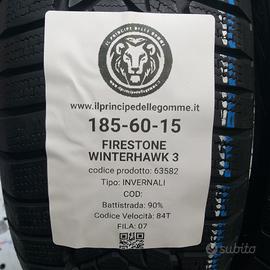 IL PRINCIPE DELLE GOMME
www.ilprincipedellegomme.it
185-60-15
FIRESTONE
WINTERHAWK 3
codice prodotto: 63582
Tipo: INVERNALI
COD:
Battistrada: 90%
Codice Velocità: 84T
FILA: 07
subito